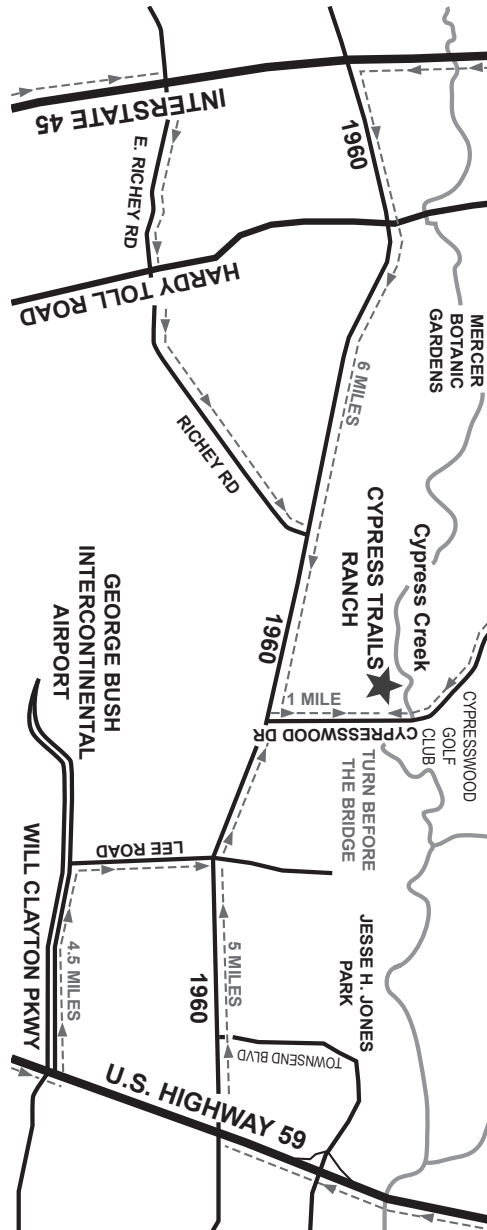 INTERSTATE 45
1960
E. RICHEY RD
HARDY TOLL ROAD
MERCER
BOTANIC
GARDENS
6 MILES
RICHEY RD
Cypress Creek
CYPRESS TRAILS
RANCH
1960
GEORGE BUSH
INTERCONTINENTAL
AIRPORT
1 MILE
CYPRESSWOOD DR
CYPRESSWOOD
GOLF
CLUB
TURN BEFORE
THE BRIDGE
LEE ROAD
WILL CLAYTON PKWY
4.5 MILES
5 MILES
1960
JESSE H. JONES
PARK
TOWNSEND BLVD
U.S. HIGHWAY 59